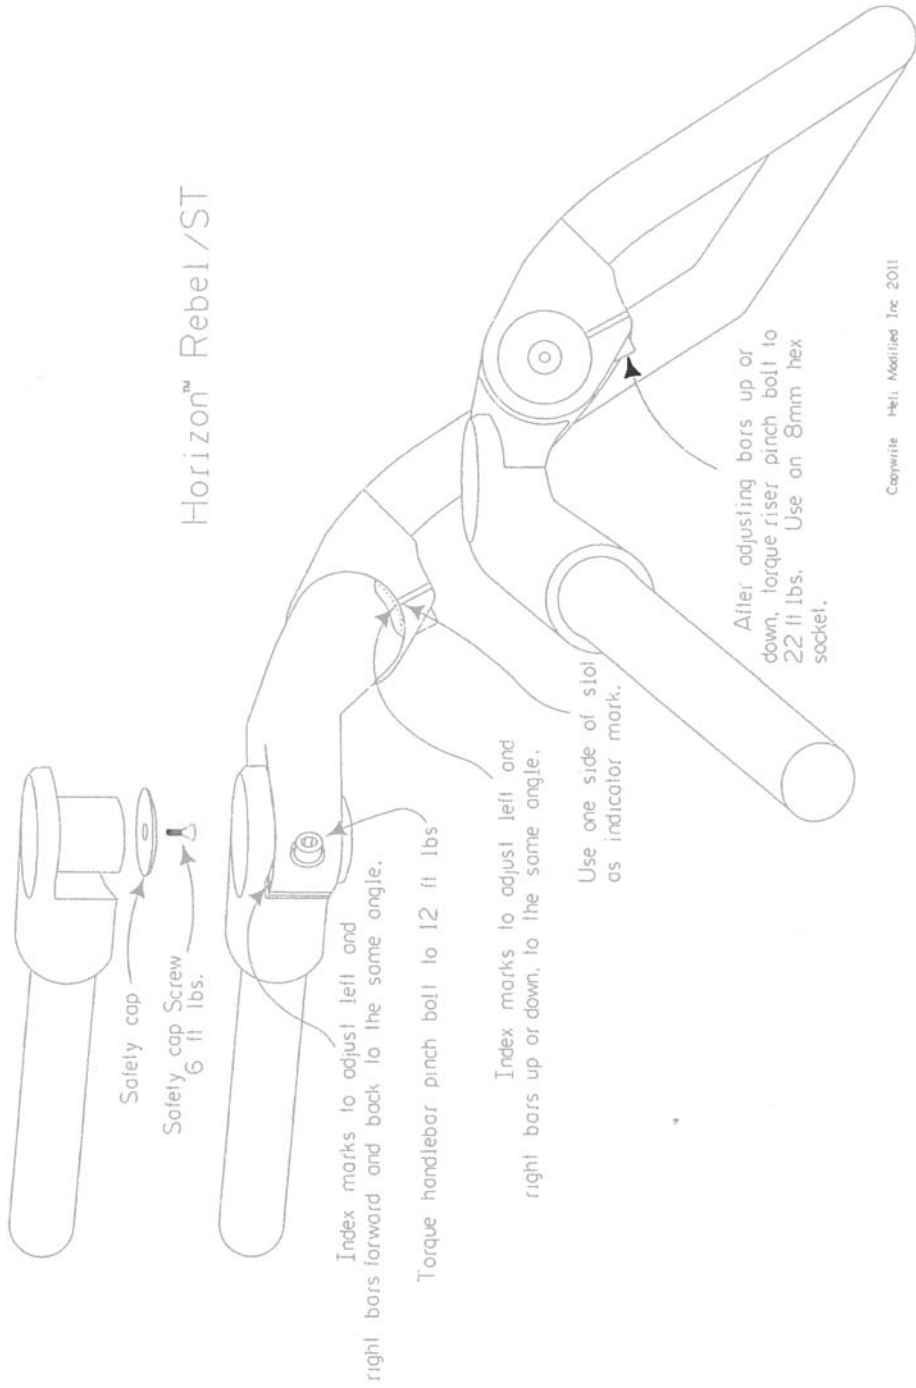 Horizon™ Rebel/ST
Safety cap
Safety cap Screw
6 ft lbs.
Index marks to adjust left and
right bars forward and back to the same angle.
Torque handlebar pinch bolt to 12 ft lbs
Index marks to adjust left and
right bars up or down, to the same angle.
Use one side of slot
as indicator mark.
After adjusting bars up or
down, torque riser pinch bolt to
22 ft lbs. Use an 8mm hex
socket.
Copywrite Heli Modified Inc 2011